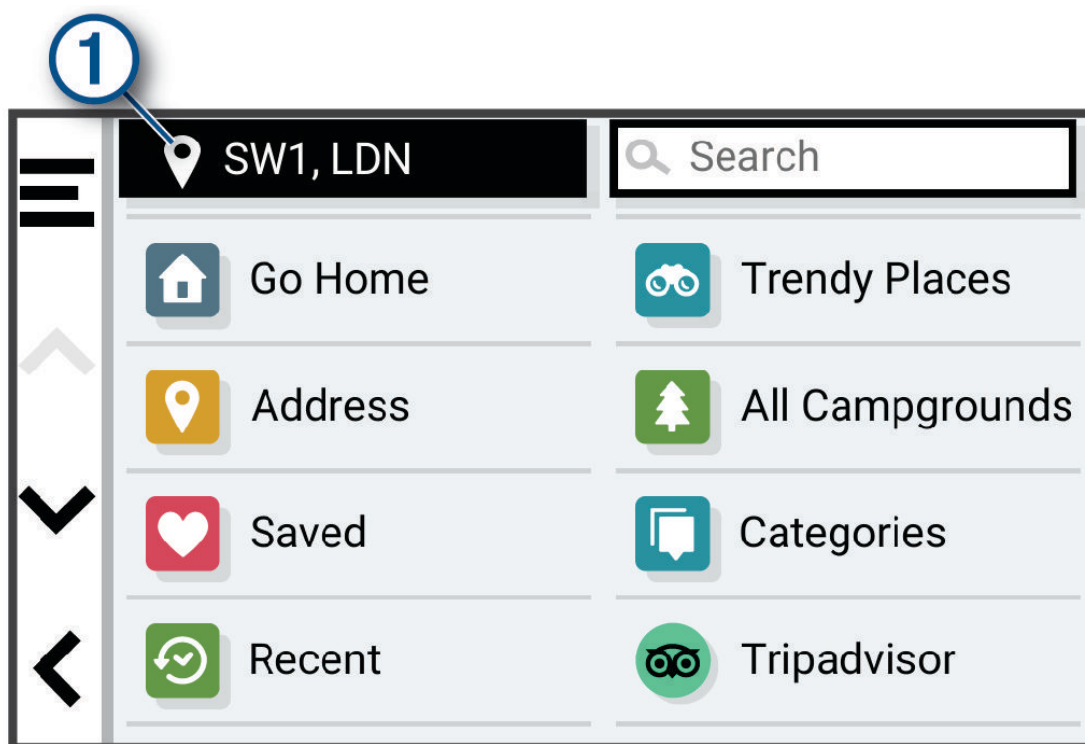 1
SW1, LDN
Search
Go Home
Trendy Places
Address
All Campgrounds
Saved
Categories
Recent
Tripadvisor